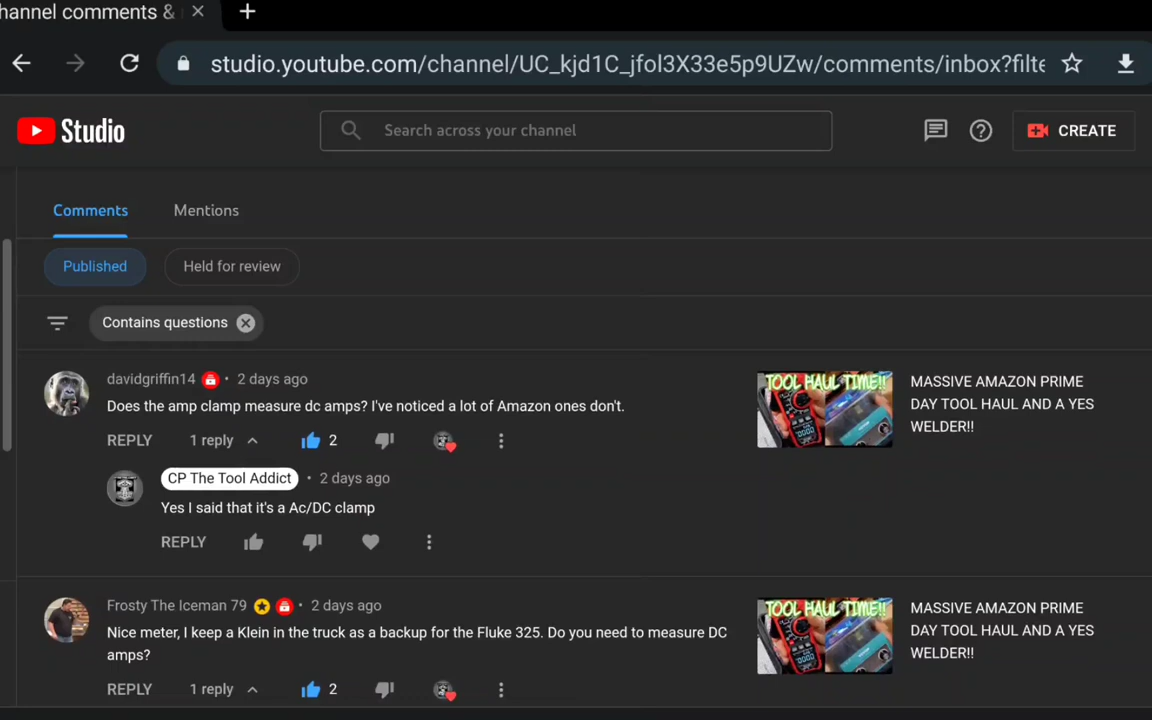 hannel comments &
studio.youtube.com/channel/UC_kjd1C_jfol3X33e5p9UZw/comments/inbox?filte
Studio
Search across your channel
CREATE
Comments
Mentions
Published
Held for review
Contains questions
davidgriffin14 • 2 days ago
Does the amp clamp measure dc amps? I've noticed a lot of Amazon ones don't.
REPLY 1 reply 2
TOOL HAUL TIME!!
MASSIVE AMAZON PRIME
DAY TOOL HAUL AND A YES
WELDER!!
CP The Tool Addict • 2 days ago
Yes I said that it's a Ac/DC clamp
REPLY
Frosty The Iceman 79 • 2 days ago
Nice meter, I keep a Klein in the truck as a backup for the Fluke 325. Do you need to measure DC
amps?
REPLY 1 reply 2
TOOL HAUL TIME!!
MASSIVE AMAZON PRIME
DAY TOOL HAUL AND A YES
WELDER!!